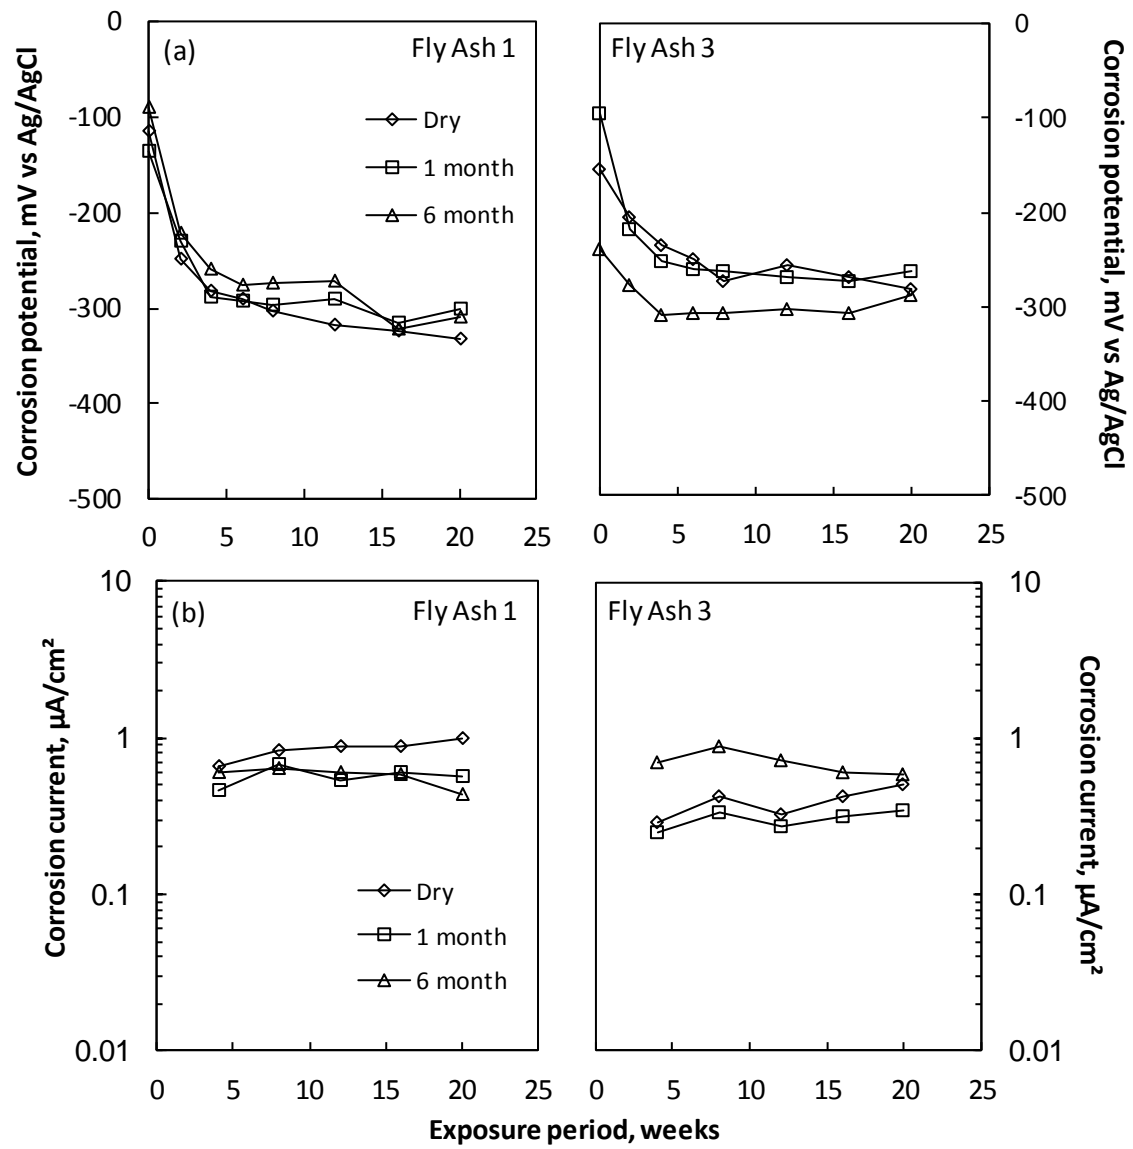 (a) Fly Ash 1
Corrosion potential, mV vs Ag/AgCl
0
-100
-200
-300
-400
-500
Dry
1 month
6 month
0 5 10 15 20 25
Fly Ash 3
0
-100
-200
-300
-400
-500
Corrosion potential, mV vs Ag/AgCl
0 5 10 15 20 25
(b) Fly Ash 1
Corrosion current, µA/cm²
10
1
0.1
0.01
Dry
1 month
6 month
0 5 10 15 20 25
Fly Ash 3
10
1
0.1
0.01
Corrosion current, µA/cm²
0 5 10 15 20 25
Exposure period, weeks